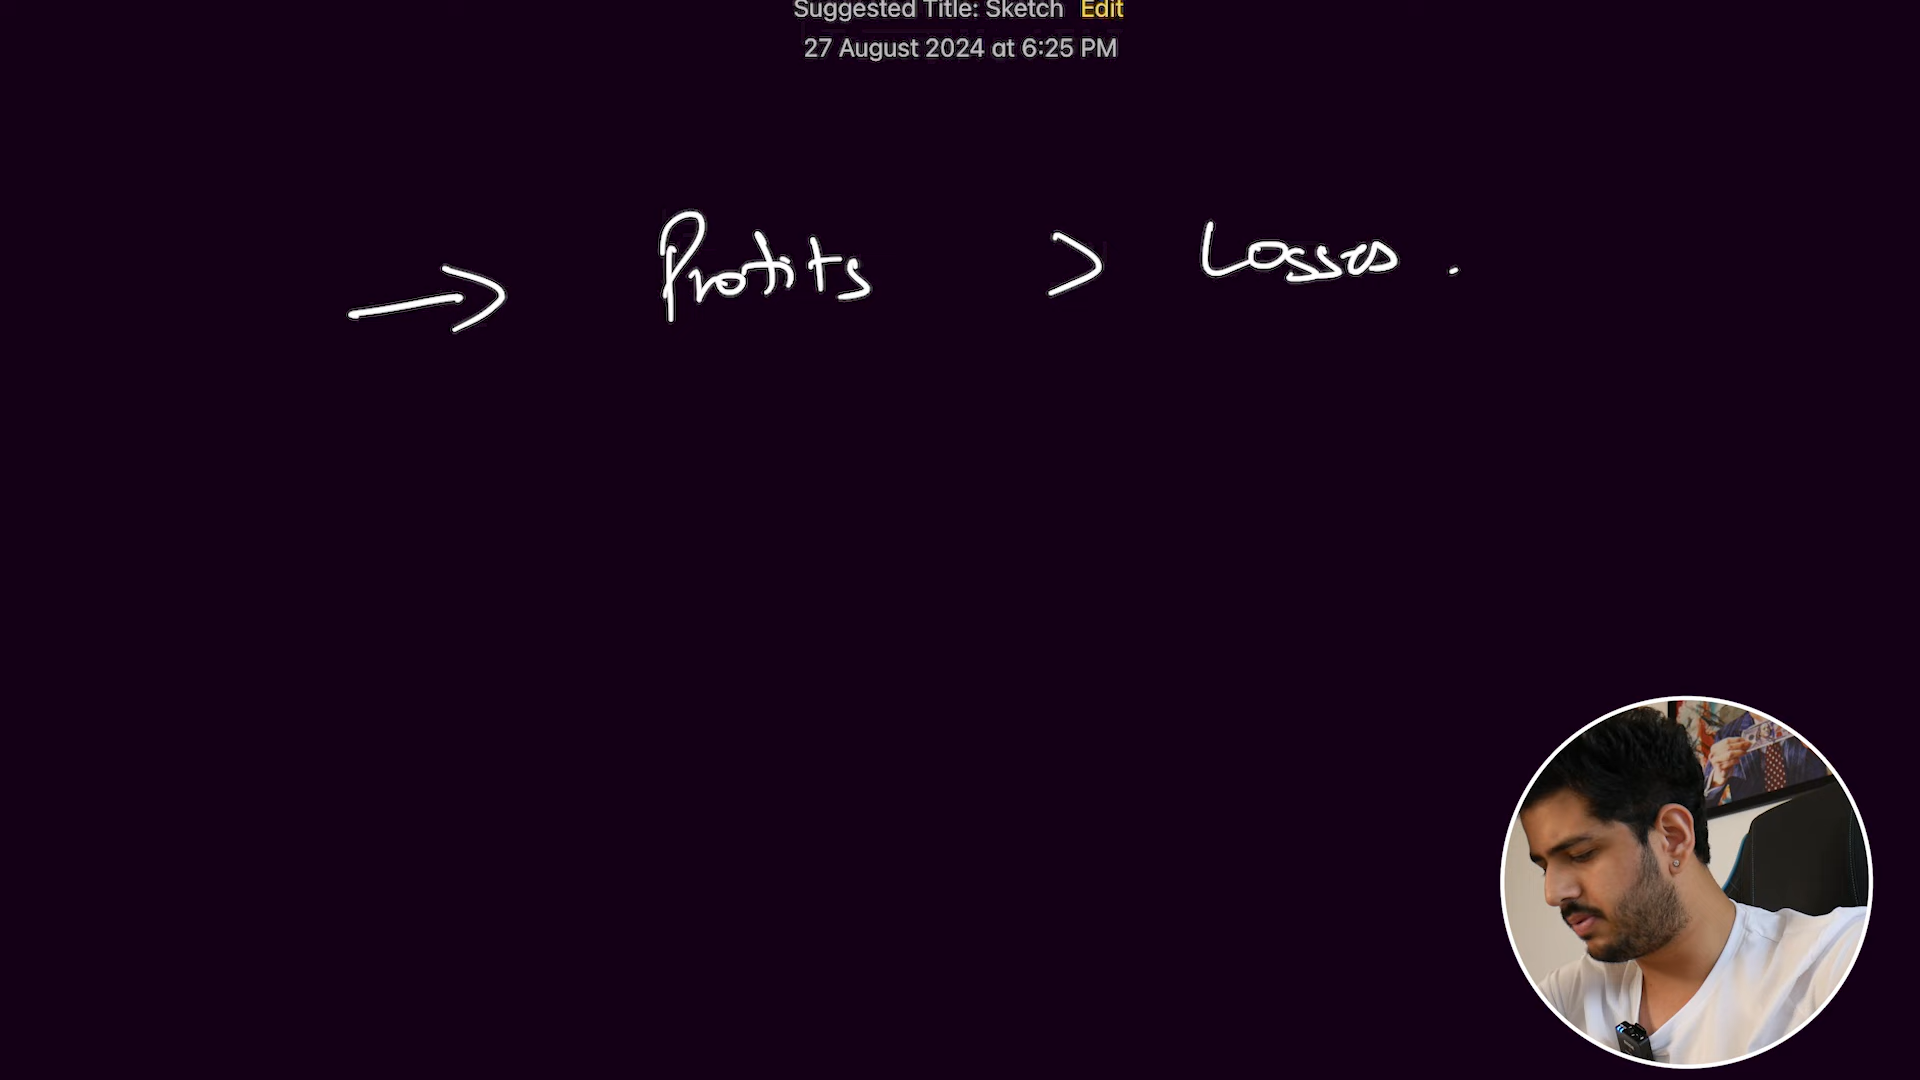 Suggested Title: Sketch Edit
27 August 2024 at 6:25 PM
→ Profits > Losses .